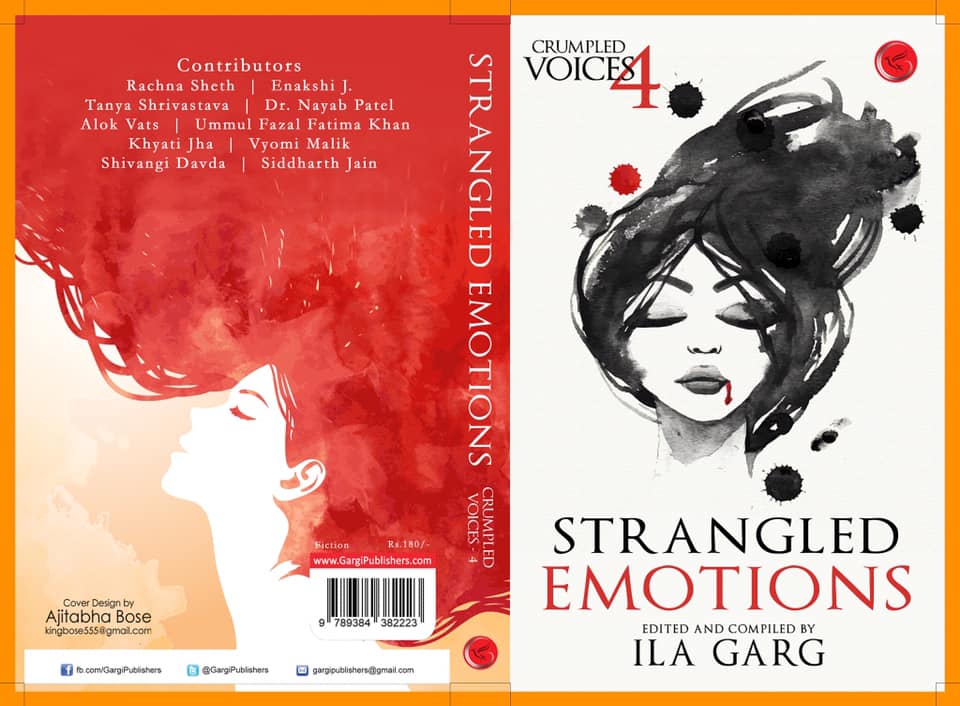 Contributors
Rachna Sheth | Enakshi J.
Tanya Shrivastava | Dr. Nayab Patel
Alok Vats | Ummul Fazal Fatima Khan
Khyati Jha | Vyomi Malik
Shivangi Davda | Siddharth Jain
Fiction Rs.180/-
www.GargiPublishers.com
9 789384 382223
Cover Design by
Ajitabha Bose
kingbose555@gmail.com
fb.com/GargiPublishers @GargiPublishers gargipublishers@gmail.com
STRANGLED EMOTIONS
CRUMPLED
VOICES - 4
CRUMPLED
VOICES 4
STRANGLED
EMOTIONS
EDITED AND COMPILED BY
ILA GARG